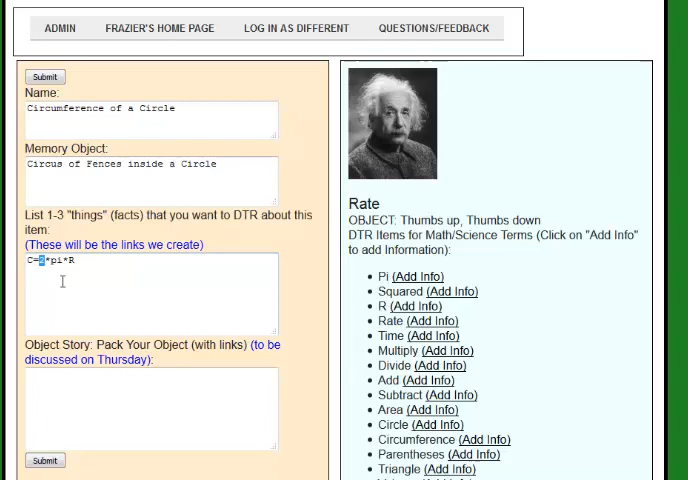 ADMIN FRAZIER'S HOME PAGE LOG IN AS DIFFERENT QUESTIONS/FEEDBACK
Submit
Name:
Circumference of a Circle
Memory Object:
Circus of Fences inside a Circle
List 1-3 "things" (facts) that you want to DTR about this
item:
(These will be the links we create)
C=2*pi*R
Object Story: Pack Your Object (with links) (to be
discussed on Thursday):
Submit
Rate
OBJECT: Thumbs up, Thumbs down
DTR Items for Math/Science Terms (Click on "Add Info"
to add Information):
Pi (Add Info)
Squared (Add Info)
R (Add Info)
Rate (Add Info)
Time (Add Info)
Multiply (Add Info)
Divide (Add Info)
Add (Add Info)
Subtract (Add Info)
Area (Add Info)
Circle (Add Info)
Circumference (Add Info)
Parentheses (Add Info)
Triangle (Add Info)